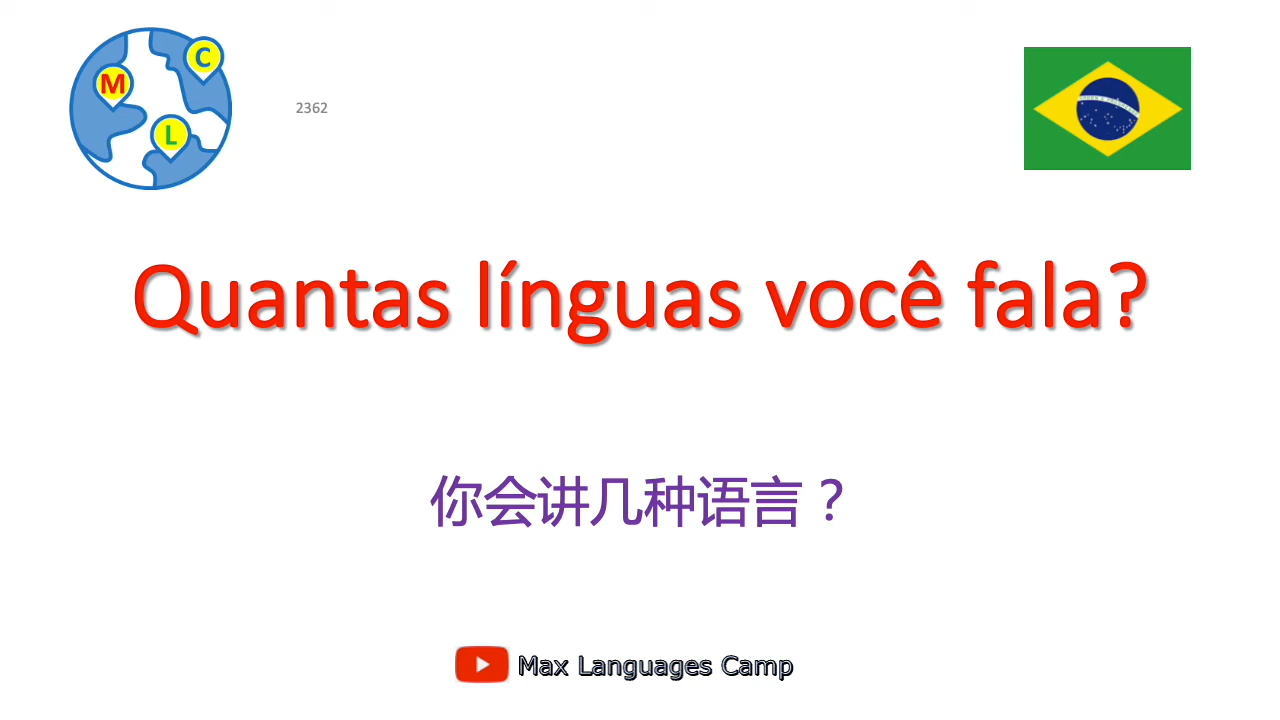 M
C
L
2362
Quantas línguas você fala?
你会讲几种语言？
Max Languages Camp